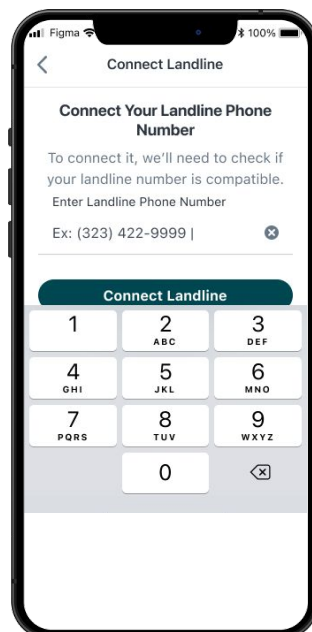 Figma 100%
Connect Landline
Connect Your Landline Phone
Number
To connect it, we’ll need to check if
your landline number is compatible.
Enter Landline Phone Number
Ex: (323) 422-9999 |
Connect Landline
1 2 3
ABC DEF
4 5 6
GHI JKL MNO
7 8 9
PQRS TUV WXYZ
0